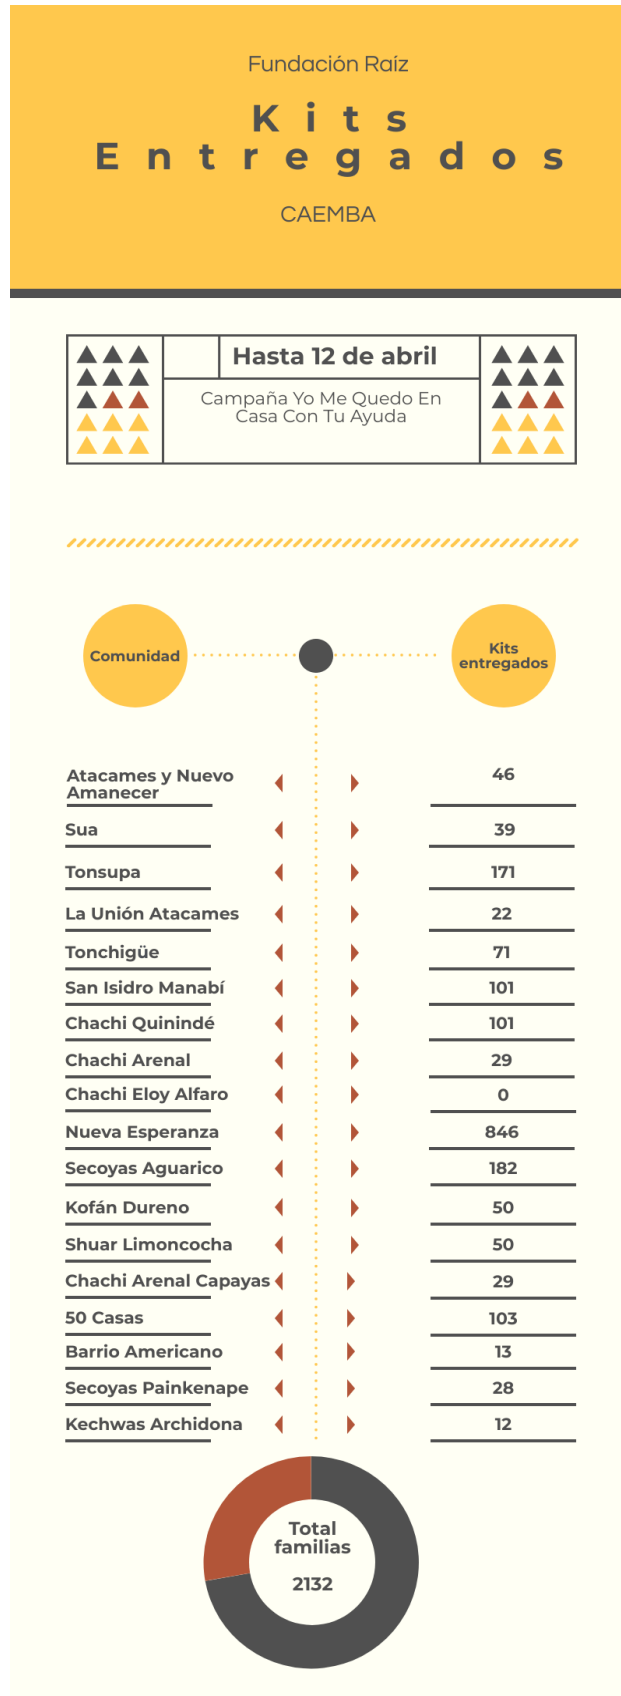 Fundación Raíz
Kits
Entregados
CAEMBA
Hasta 12 de abril
Campaña Yo Me Quedo En
Casa Con Tu Ayuda
Comunidad
Kits
entregados
Atacames y Nuevo
Amanecer
46
Sua
39
Tonsupa
171
La Unión Atacames
22
Tonchigüe
71
San Isidro Manabí
101
Chachi Quinindé
101
Chachi Arenal
29
Chachi Eloy Alfaro
0
Nueva Esperanza
846
Secoyas Aguarico
182
Kofán Dureno
50
Shuar Limoncocha
50
Chachi Arenal Capayas
29
50 Casas
103
Barrio Americano
13
Secoyas Painkenape
28
Kechwas Archidona
12
Total
familias
2132